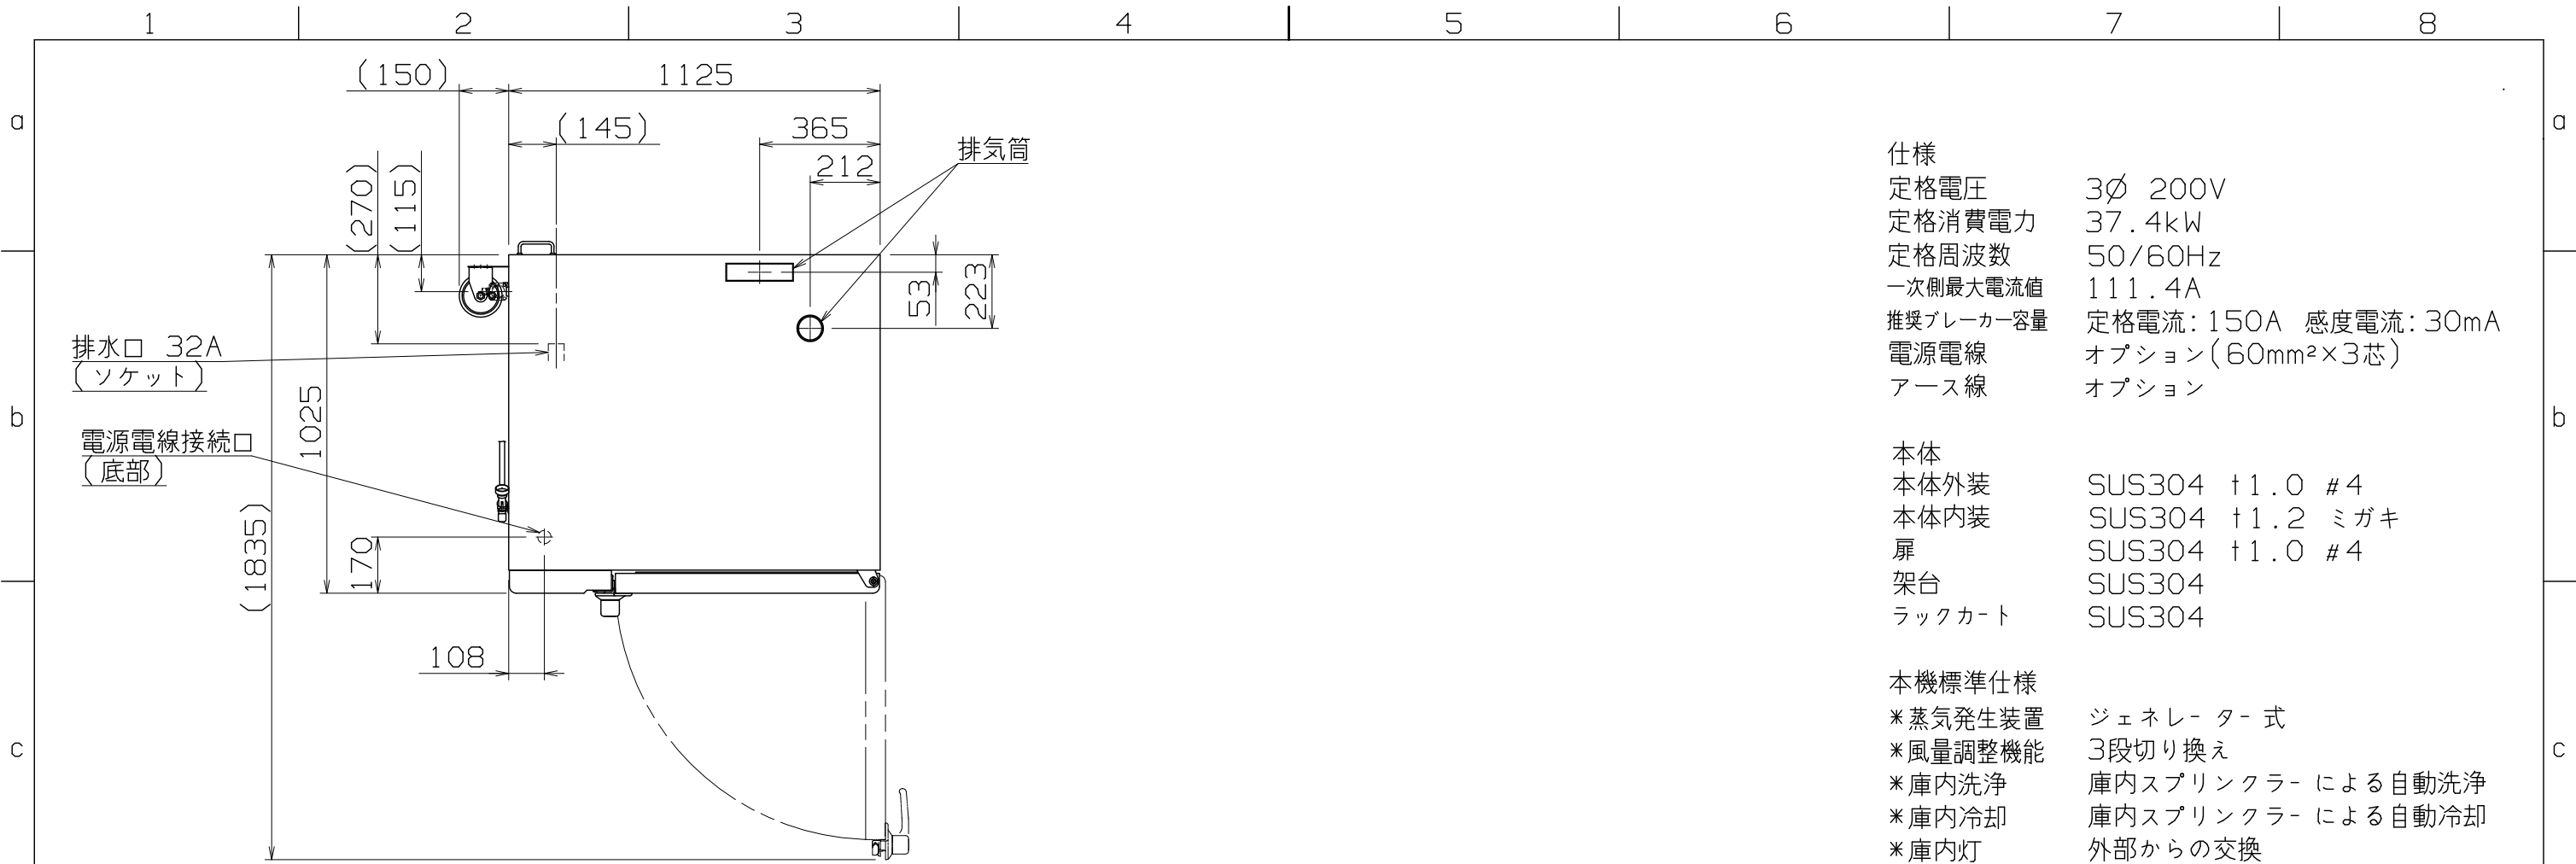 1 2 3 4 5 6 7 8
(150) 1125
a a
(145) 365
排気筒
212
(270) (115)
53 223
排水口 32A
(ソケット)
1025
b b
電源電線接続口
(底部)
(1835)
170
108
c c
仕様
定格電圧 3Ø 200V
定格消費電力 37.4kW
定格周波数 50/60Hz
一次側最大電流値 111.4A
推奨ブレーカー容量 定格電流:150A 感度電流:30mA
電源電線 オプション(60mm²×3芯)
アース線 オプション
本体
本体外装 SUS304 t1.0 #4
本体内装 SUS304 t1.2 ミガキ
扉 SUS304 t1.0 #4
架台 SUS304
ラックカート SUS304
本機標準仕様
*蒸気発生装置 ジェネレーター式
*風量調整機能 3段切り換え
*庫内洗浄 庫内スプリンクラーによる自動洗浄
*庫内冷却 庫内スプリンクラーによる自動冷却
*庫内灯 外部からの交換